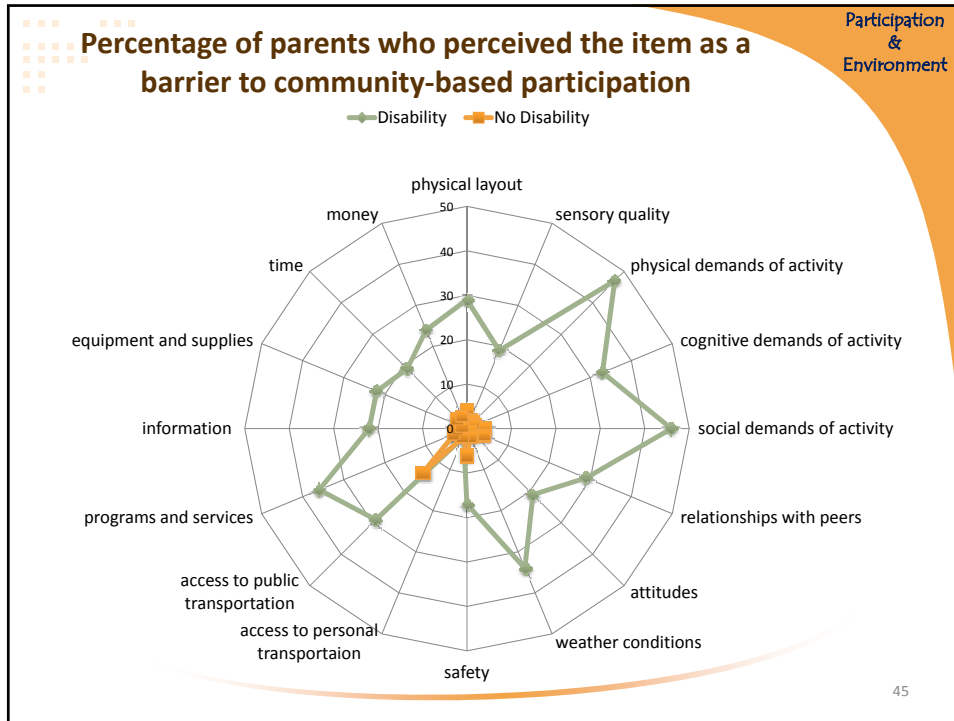 Participation
&
Environment
Percentage of parents who perceived the item as a
barrier to community-based participation
Disability
No Disability
physical layout
sensory quality
physical demands of activity
cognitive demands of activity
social demands of activity
relationships with peers
attitudes
weather conditions
safety
access to personal
transportaion
access to public
transportation
programs and services
information
equipment and supplies
time
money
50
40
30
20
10
0
45